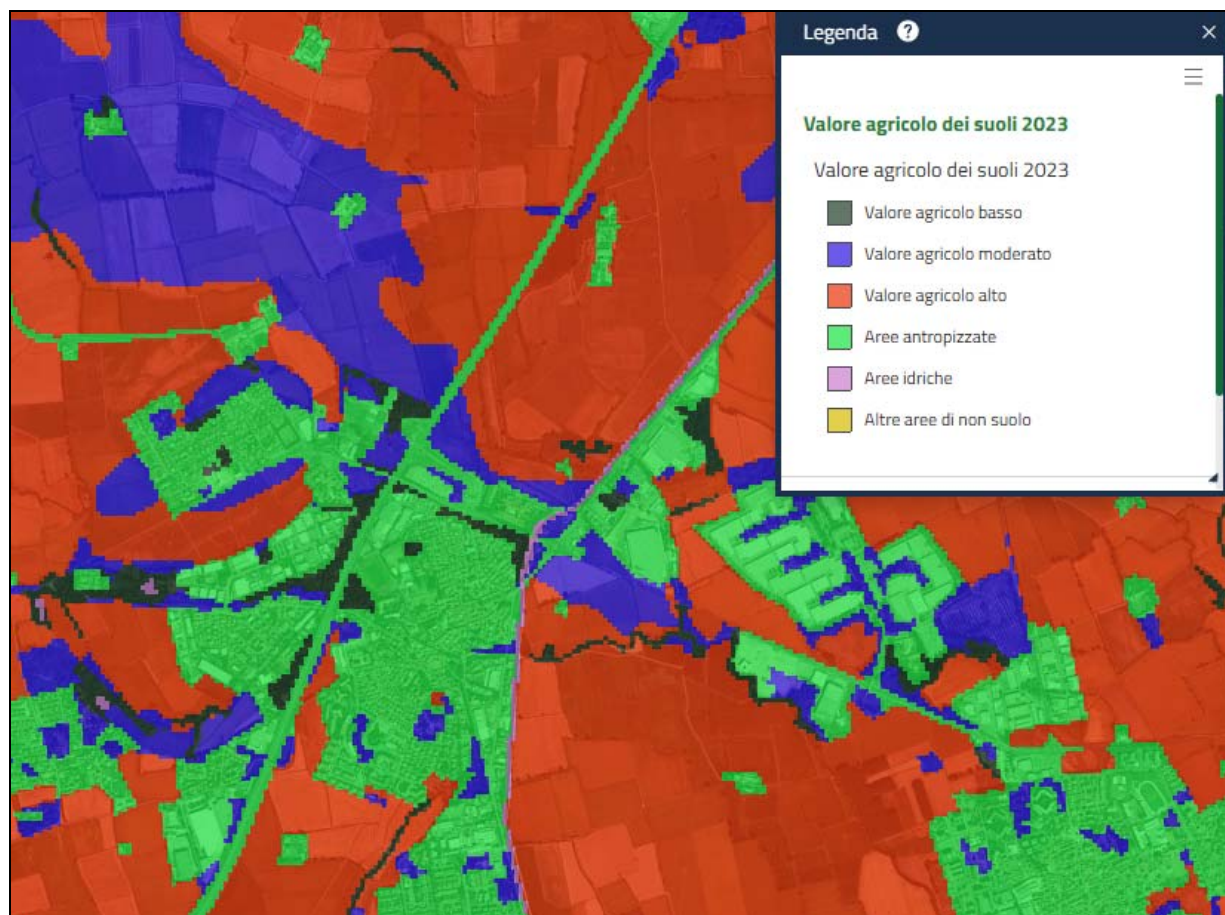 Legenda ?
Valore agricolo dei suoli 2023
Valore agricolo dei suoli 2023
Valore agricolo basso
Valore agricolo moderato
Valore agricolo alto
Aree antropizzate
Aree idriche
Altre aree di non suolo